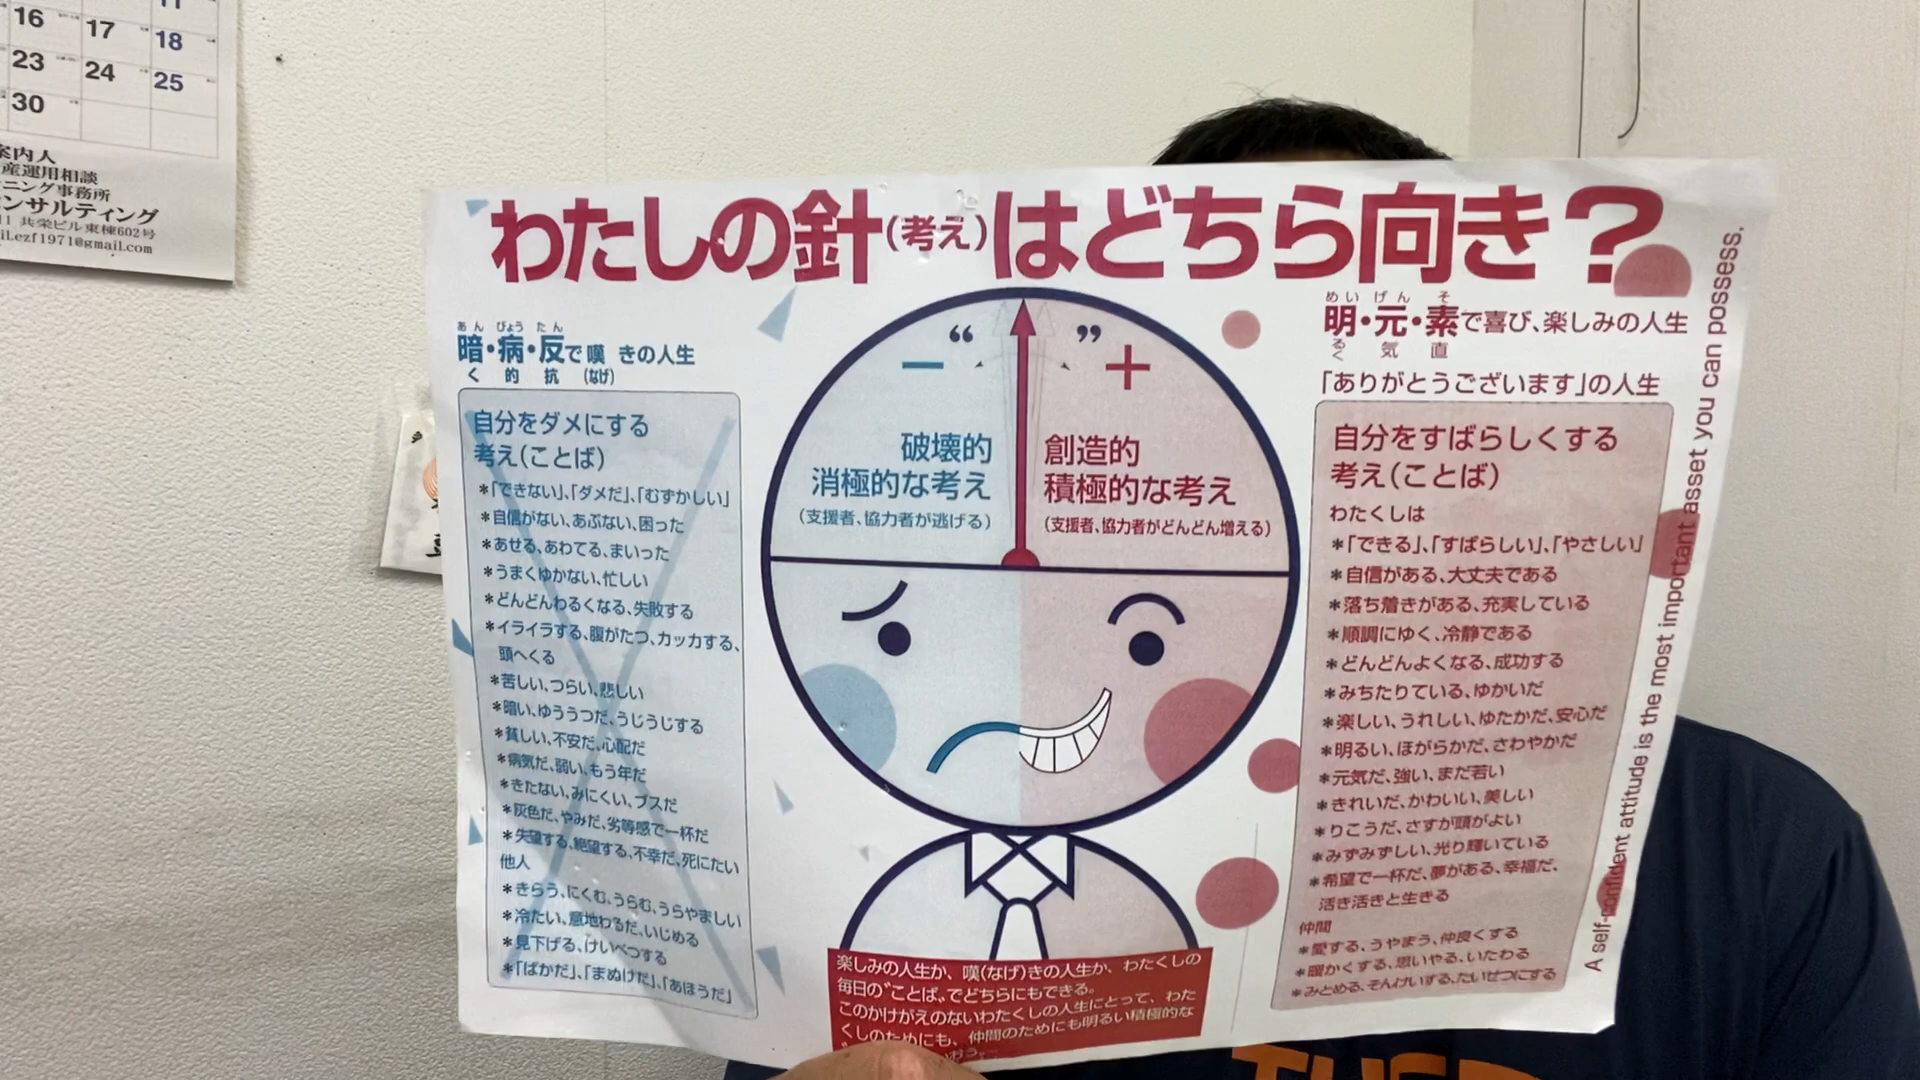 11
16 17 18
23 24 25
30
案内人
産運用相談
ニング事務所
ンサルティング
11 共栄ビル東棟602号
il.ezf1971@gmail.com
わたしの針(考え)はどちら向き?
あん びょう たん
暗・病・反で嘆 きの人生
く 的 抗 (なげ)
自分をダメにする
考え(ことば)
*「できない」、「ダメだ」、「むずかしい」
*自信がない、あぶない、困った
*あせる、あわてる、まいった
*うまくゆかない、忙しい
*どんどんわるくなる、失敗する
*イライラする、腹がたつ、カッカする、
頭へくる
*苦しい、つらい、悲しい
*暗い、ゆううつだ、うじうじする
*貧しい、不安だ、心配だ
*病気だ、弱い、もう年だ
*きたない、みにくい、ブスだ
*灰色だ、やみだ、劣等感で一杯だ
*失望する、絶望する、不幸だ、死にたい
他人
*きらう、にくむ、うらむ、うらやましい
*冷たい、意地わるだ、いじめる
*見下げる、けいべつする
*「ばかだ」、「まぬけだ」、「あほうだ」
“ ”
− +
破壊的
消極的な考え
(支援者、協力者が逃げる)
創造的
積極的な考え
(支援者、協力者がどんどん増える)
楽しみの人生か、嘆(なげ)きの人生か、わたくしの
毎日の“ことば„でどちらにもできる。
このかけがえのないわたくしの人生にとって、わた
くしのためにも、仲間のためにも明るい積極的な
おう。
めい げん そ
明・元・素で喜び、楽しみの人生
るく 気 直
「ありがとうございます」の人生
自分をすばらしくする
考え(ことば)
わたくしは
*「できる」、「すばらしい」、「やさしい」
*自信がある、大丈夫である
*落ち着きがある、充実している
*順調にゆく、冷静である
*どんどんよくなる、成功する
*みちたりている、ゆかいだ
*楽しい、うれしい、ゆたかだ、安心だ
*明るい、ほがらかだ、さわやかだ
*元気だ、強い、まだ若い
*きれいだ、かわいい、美しい
*りこうだ、さすが頭がよい
*みずみずしい、光り輝いている
*希望で一杯だ、夢がある、幸福だ、
活き活きと生きる
仲間
*愛する、うやまう、仲良くする
*暖かくする、思いやる、いたわる
*みとめる、そんけいする、たいせつにする
A self-confident attitude is the most important asset you can possess.